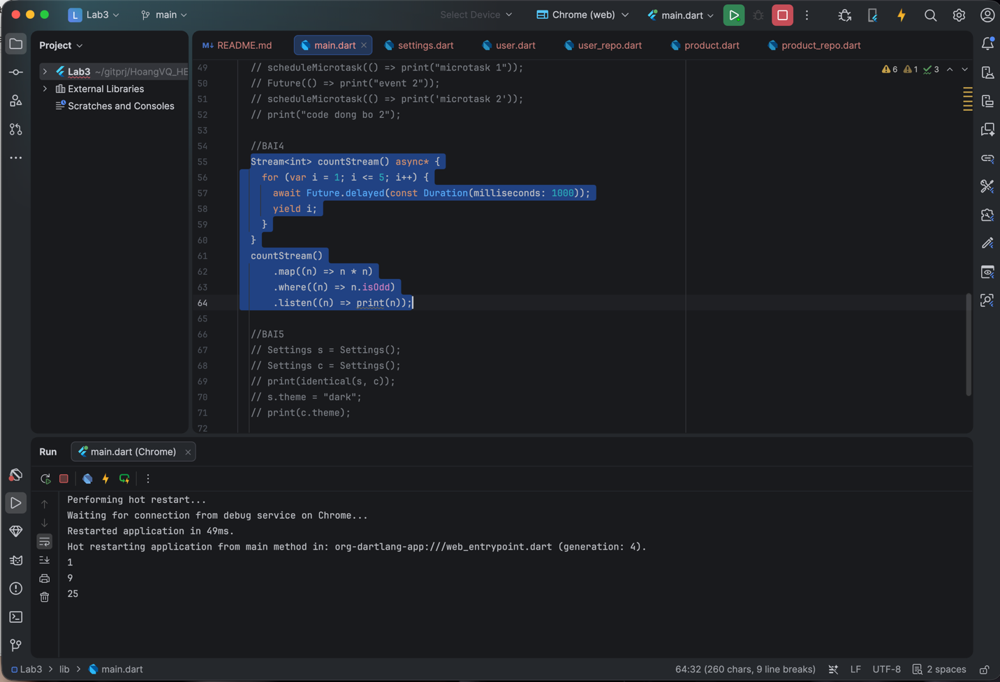 L Lab3 main Select Device Chrome (web) main.dart
Project
Lab3 ~/gitprj/HoangVQ_HE
External Libraries
Scratches and Consoles
M↓ README.md main.dart settings.dart user.dart user_repo.dart product.dart product_repo.dart
6 1 3
49 // scheduleMicrotask(() => print("microtask 1"));
50 // Future(() => print("event 2"));
51 // scheduleMicrotask(() => print('microtask 2'));
52 // print("code dong bo 2");
53
54 //BAI4
55 Stream<int> countStream() async* {
56 for (var i = 1; i <= 5; i++) {
57 await Future.delayed(const Duration(milliseconds: 1000));
58 yield i;
59 }
60 }
61 countStream()
62 .map((n) => n * n)
63 .where((n) => n.isOdd)
64 .listen((n) => print(n));
65
66 //BAI5
67 // Settings s = Settings();
68 // Settings c = Settings();
69 // print(identical(s, c));
70 // s.theme = "dark";
71 // print(c.theme);
72
Run main.dart (Chrome)
Performing hot restart...
Waiting for connection from debug service on Chrome...
Restarted application in 49ms.
Hot restarting application from main method in: org-dartlang-app:///web_entrypoint.dart (generation: 4).
1
9
25
Lab3 > lib > main.dart
64:32 (260 chars, 9 line breaks) LF UTF-8 2 spaces